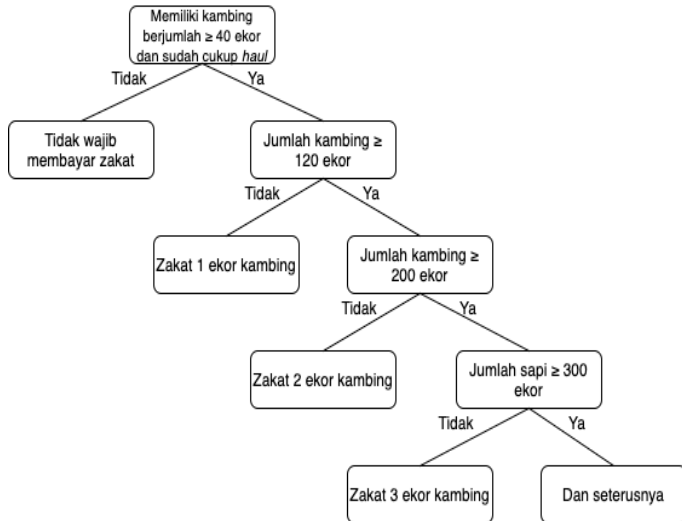 Memiliki kambing
berjumlah ≥ 40 ekor
dan sudah cukup haul
Tidak
Ya
Tidak wajib
membayar zakat
Jumlah kambing ≥
120 ekor
Tidak
Ya
Zakat 1 ekor kambing
Jumlah kambing ≥
200 ekor
Tidak
Ya
Zakat 2 ekor kambing
Jumlah sapi ≥ 300
ekor
Tidak
Ya
Zakat 3 ekor kambing
Dan seterusnya